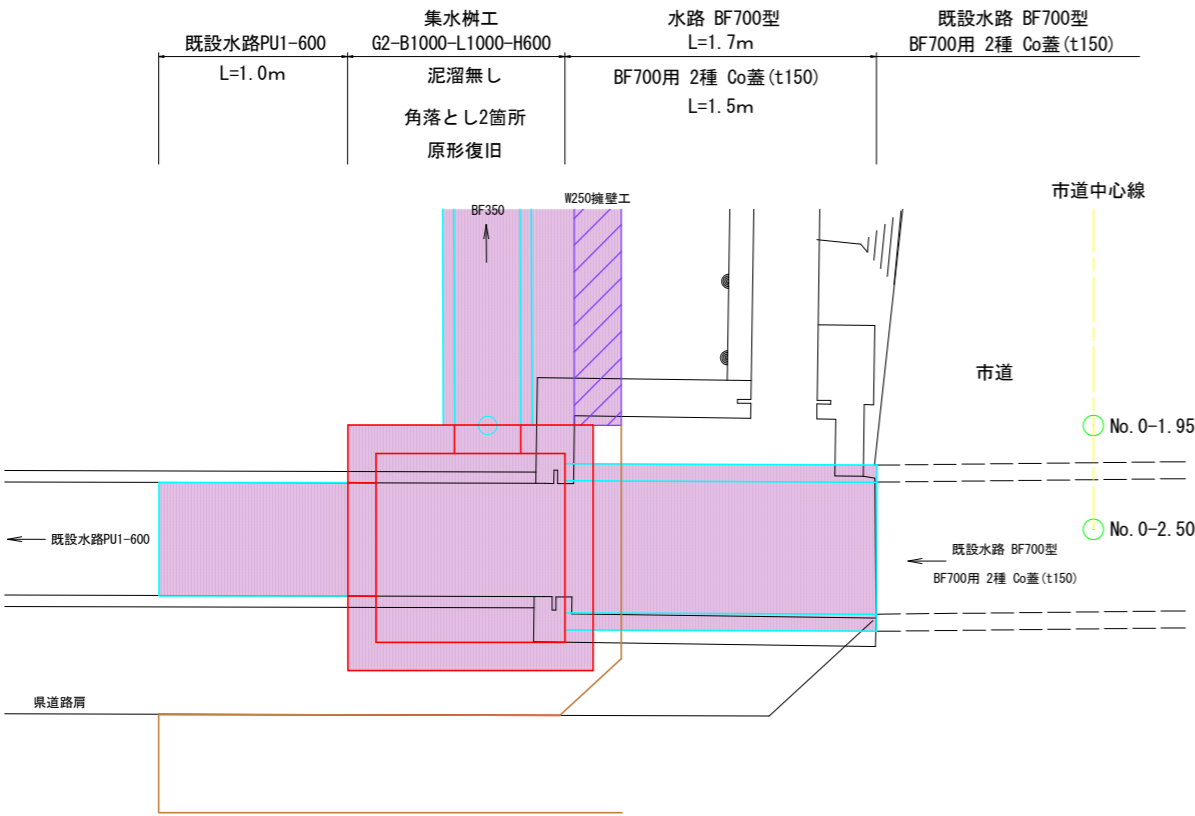 既設水路PU1-600
L=1.0m
集水桝工
G2-B1000-L1000-H600
泥溜無し
角落とし2箇所
原形復旧
水路 BF700型
L=1.7m
BF700用 2種 Co蓋(t150)
L=1.5m
既設水路 BF700型
BF700用 2種 Co蓋(t150)
BF350
W250擁壁工
市道中心線
市道
No.0-1.95
No.0-2.50
既設水路PU1-600
既設水路 BF700型
BF700用 2種 Co蓋(t150)
県道路肩